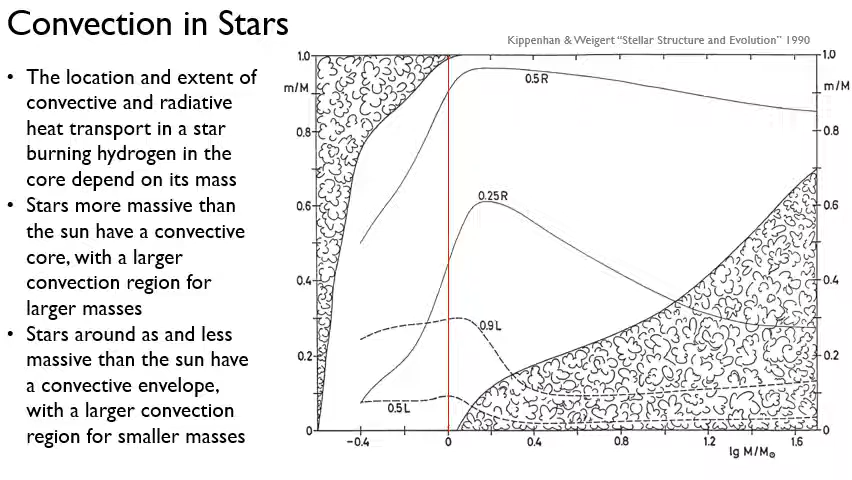 Convection in Stars
Kippenhan & Weigert “Stellar Structure and Evolution” 1990
• The location and extent of
convective and radiative
heat transport in a star
burning hydrogen in the
core depend on its mass
• Stars more massive than
the sun have a convective
core, with a larger
convection region for
larger masses
• Stars around as and less
massive than the sun have
a convective envelope,
with a larger convection
region for smaller masses
1.0
m/M
0.8
0.6
0.4
0.2
0
0.5R
0.25R
0.9L
0.5L
1.0
m/M
0.8
0.6
0.4
0.2
0
-0.4 0 0.4 0.8 1.2 1.6
lg M/M☉